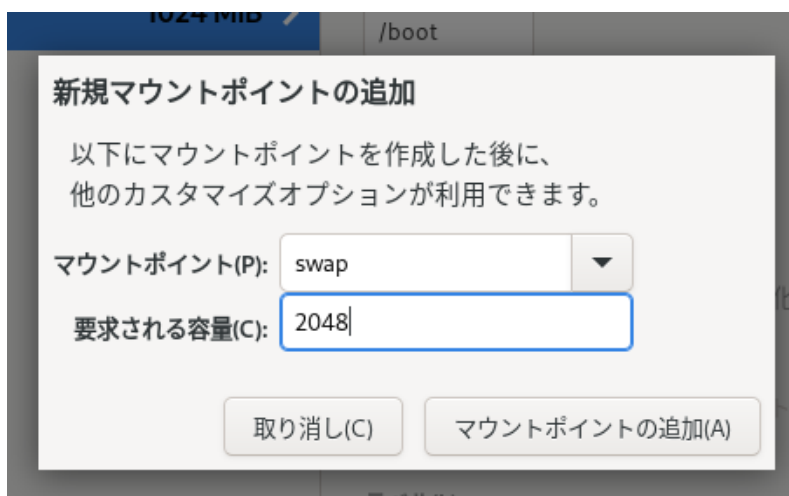 1024 MiB
/boot
新規マウントポイントの追加
以下にマウントポイントを作成した後に、
他のカスタマイズオプションが利用できます。
マウントポイント(P): swap
要求される容量(C): 2048
取り消し(C) マウントポイントの追加(A)